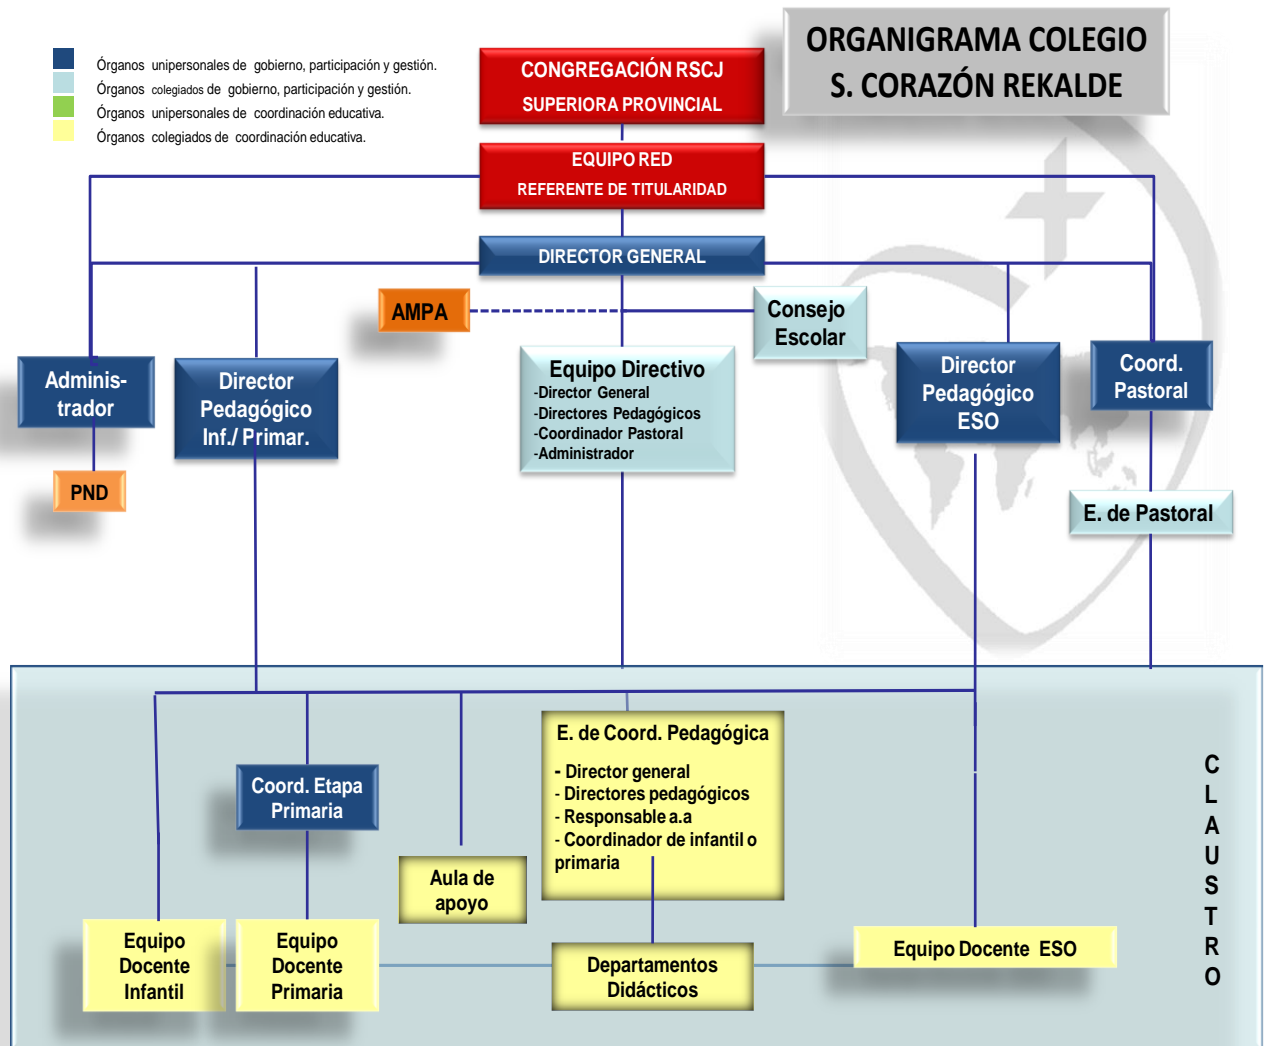 ORGANIGRAMA COLEGIO
S. CORAZÓN REKALDE
Órganos unipersonales de gobierno, participación y gestión.
Órganos colegiados de gobierno, participación y gestión.
Órganos unipersonales de coordinación educativa.
Órganos colegiados de coordinación educativa.
CONGREGACIÓN RSCJ
SUPERIORA PROVINCIAL
EQUIPO RED
REFERENTE DE TITULARIDAD
DIRECTOR GENERAL
AMPA
Consejo
Escolar
Adminis-
trador
Director
Pedagógico
Inf./ Primar.
Equipo Directivo
-Director General
-Directores Pedagógicos
-Coordinador Pastoral
-Administrador
Director
Pedagógico
ESO
Coord.
Pastoral
PND
E. de Pastoral
E. de Coord. Pedagógica
- Director general
- Directores pedagógicos
- Responsable a.a
- Coordinador de infantil o
primaria
Coord. Etapa
Primaria
Aula de
apoyo
Equipo
Docente
Infantil
Equipo
Docente
Primaria
Departamentos
Didácticos
Equipo Docente ESO
C
L
A
U
S
T
R
O